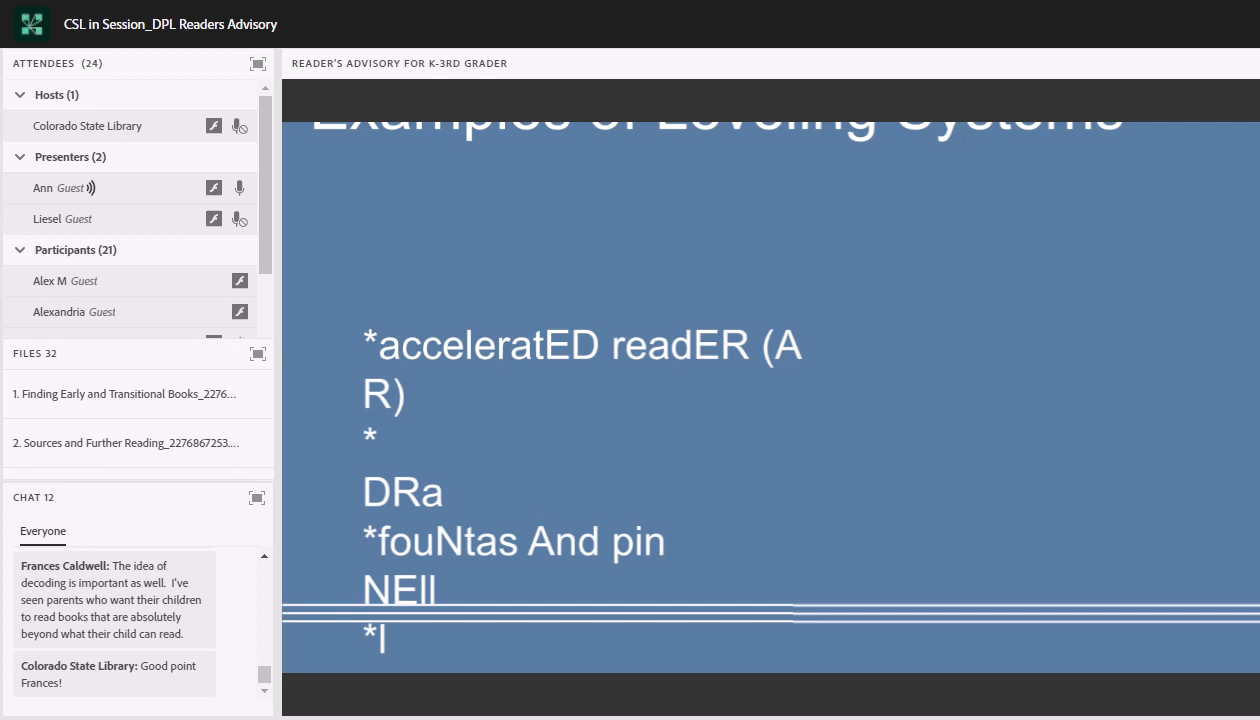 CSL in Session_DPL Readers Advisory
ATTENDEES (24)
Hosts (1)
Colorado State Library
Presenters (2)
Ann Guest
Liesel Guest
Participants (21)
Alex M Guest
Alexandria Guest
FILES 32
1. Finding Early and Transitional Books_2276...
2. Sources and Further Reading_2276867253....
CHAT 12
Everyone
Frances Caldwell: The idea of
decoding is important as well. I've
seen parents who want their children
to read books that are absolutely
beyond what their child can read.
Colorado State Library: Good point
Frances!
READER'S ADVISORY FOR K-3RD GRADER
Examples of Leveling Systems
*acceleratED readER (A
R)
*
DRa
*fouNtas And pin
NEll
*l